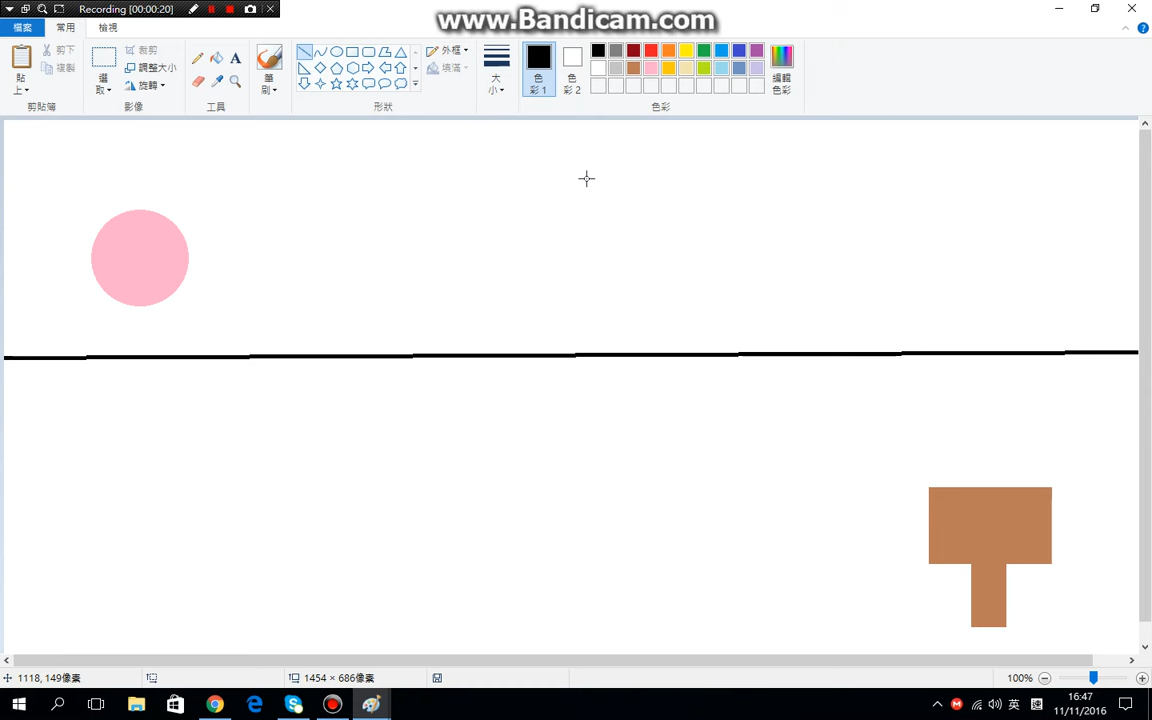 Recording [00:00:20]
www.Bandicam.com
檔案
常用
檢視
貼上
剪下
複製
剪貼簿
選取
裁剪
調整大小
旋轉
影像
A
工具
筆刷
外框
填滿
形狀
大小
色彩 1
色彩 2
色彩
編輯色彩
1118, 149像素
1454 × 686像素
100%
英
16:47
11/11/2016